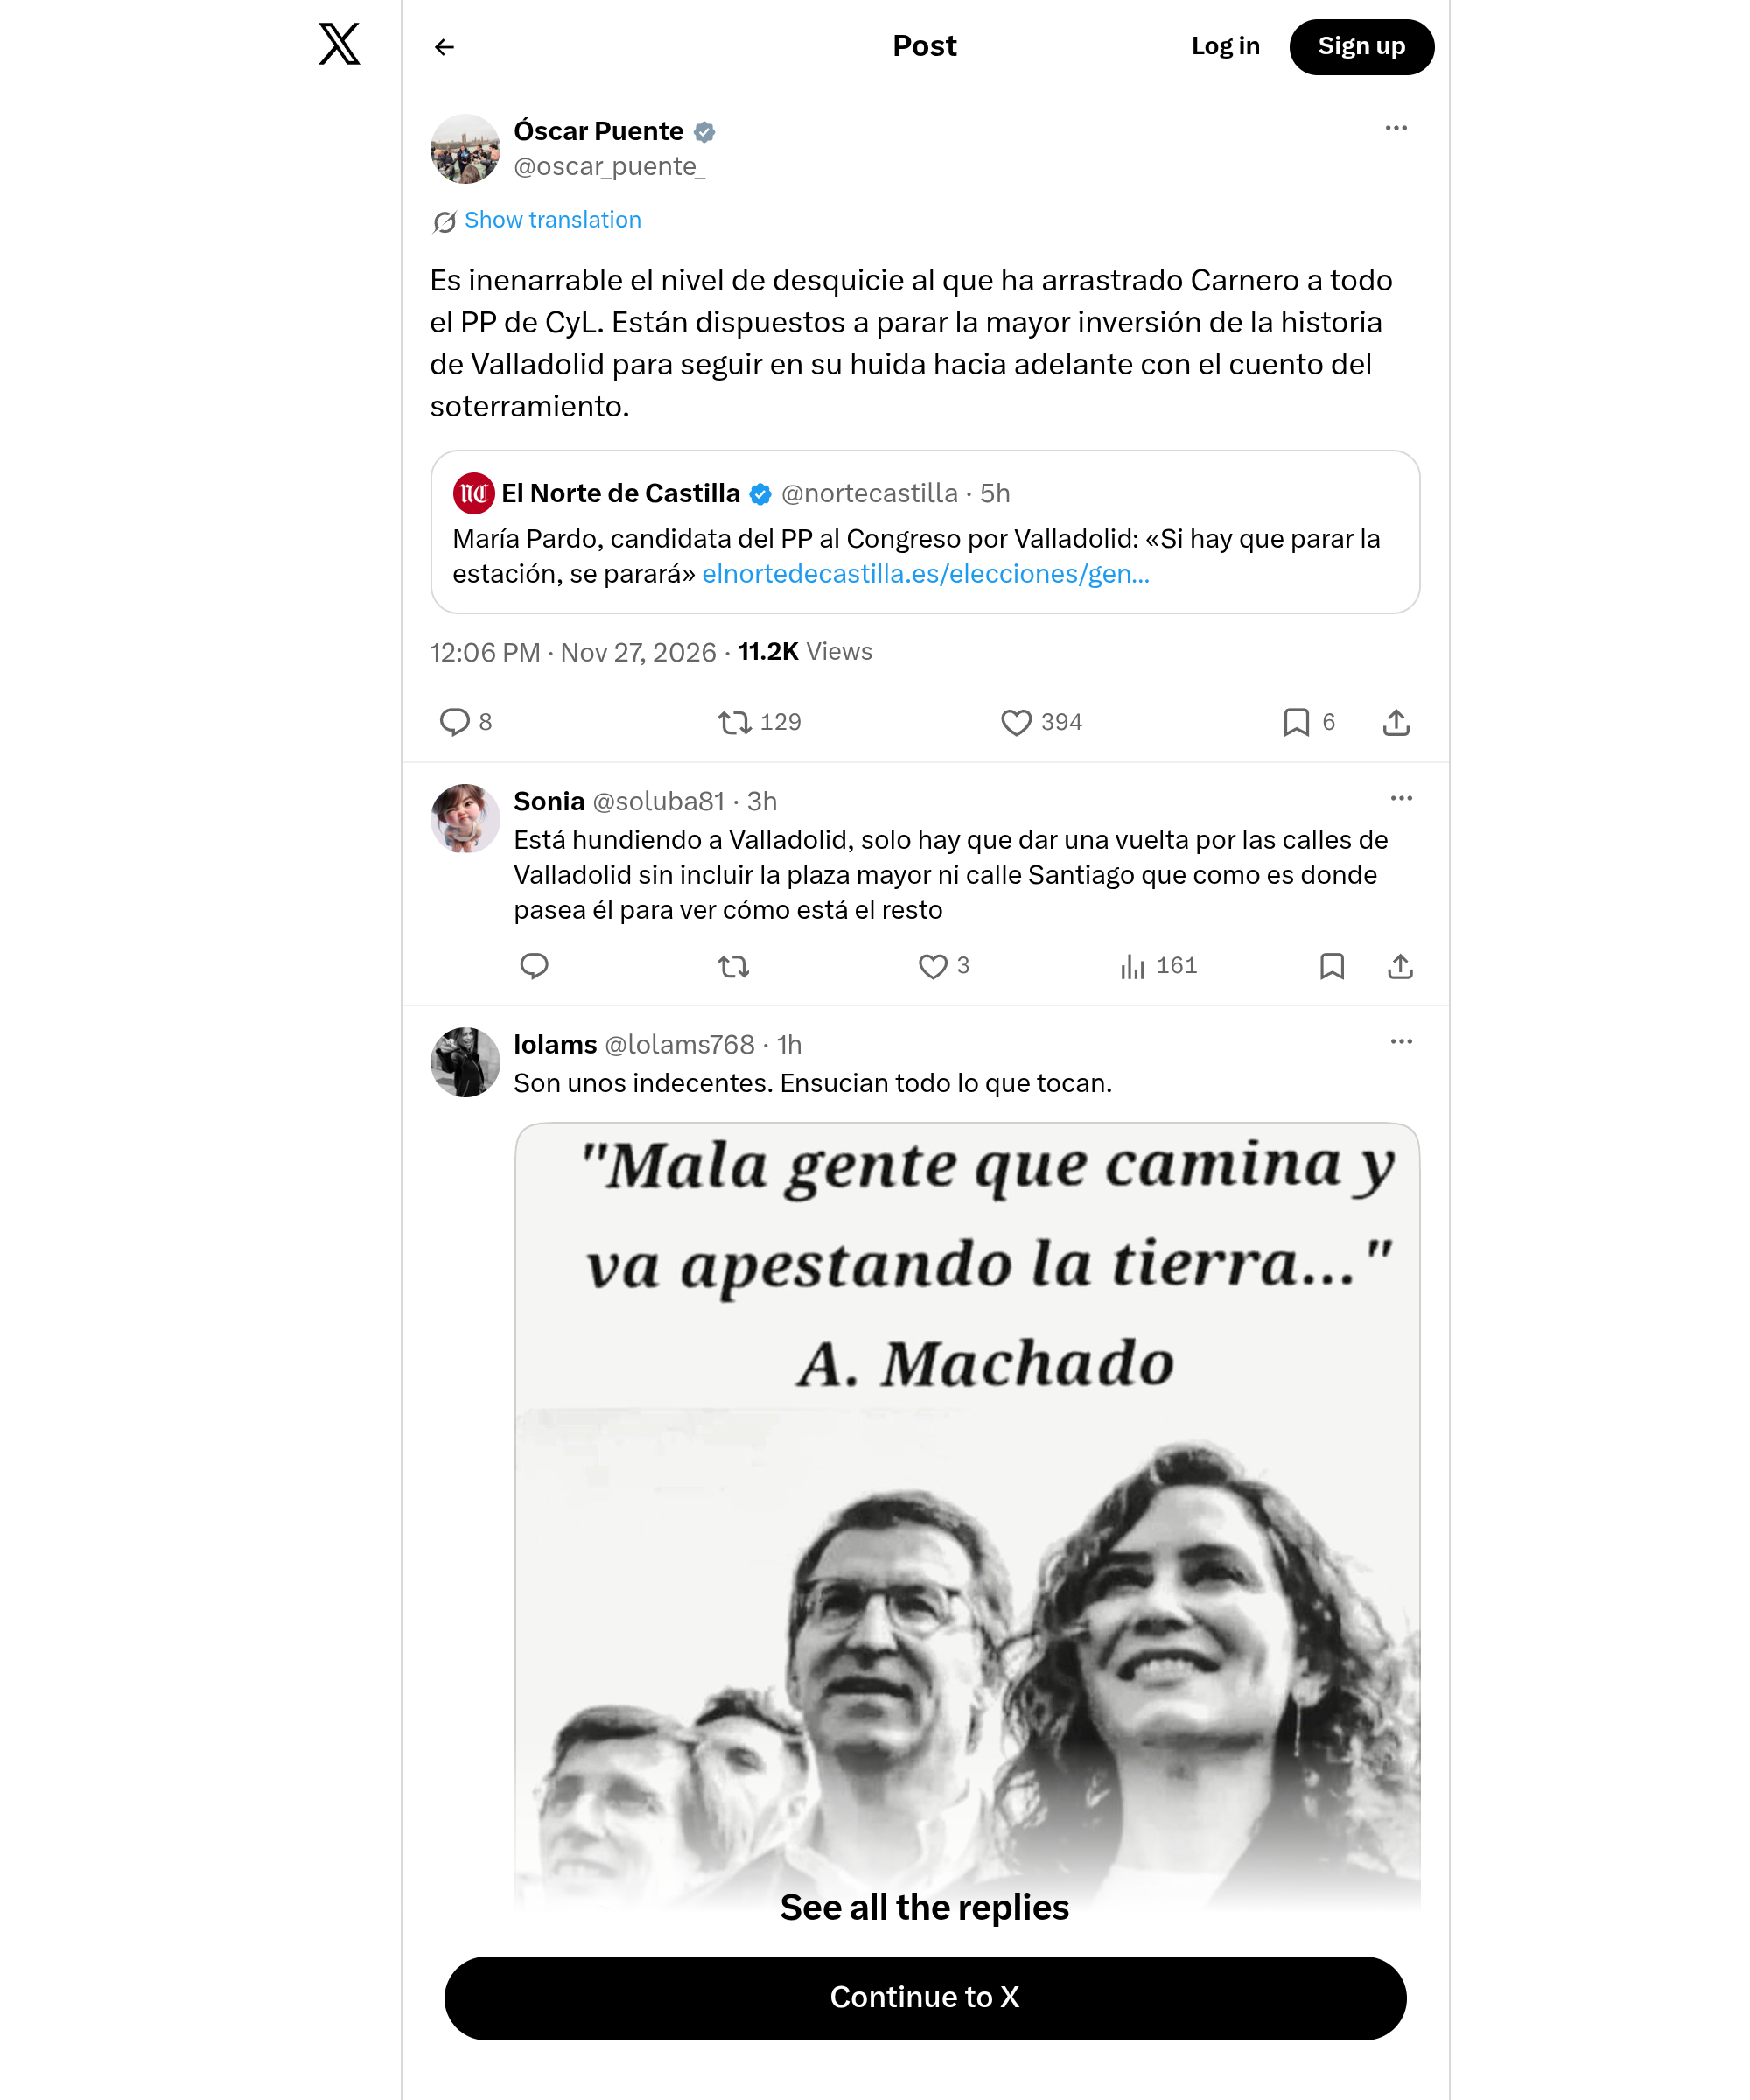 Post
Log in
Sign up
Óscar Puente
@oscar_puente_
Show translation
Es inenarrable el nivel de desquicie al que ha arrastrado Carnero a todo
el PP de CyL. Están dispuestos a parar la mayor inversión de la historia
de Valladolid para seguir en su huida hacia adelante con el cuento del
soterramiento.
El Norte de Castilla @nortecastilla · 5h
María Pardo, candidata del PP al Congreso por Valladolid: «Si hay que parar la
estación, se parará» elnortedecastilla.es/elecciones/gen…
12:06 PM · Nov 27, 2026 · 11.2K Views
8 129 394 6
Sonia @soluba81 · 3h
Está hundiendo a Valladolid, solo hay que dar una vuelta por las calles de
Valladolid sin incluir la plaza mayor ni calle Santiago que como es donde
pasea él para ver cómo está el resto
3 161
lolams @lolams768 · 1h
Son unos indecentes. Ensucian todo lo que tocan.
"Mala gente que camina y
va apestando la tierra..."
A. Machado
See all the replies
Continue to X